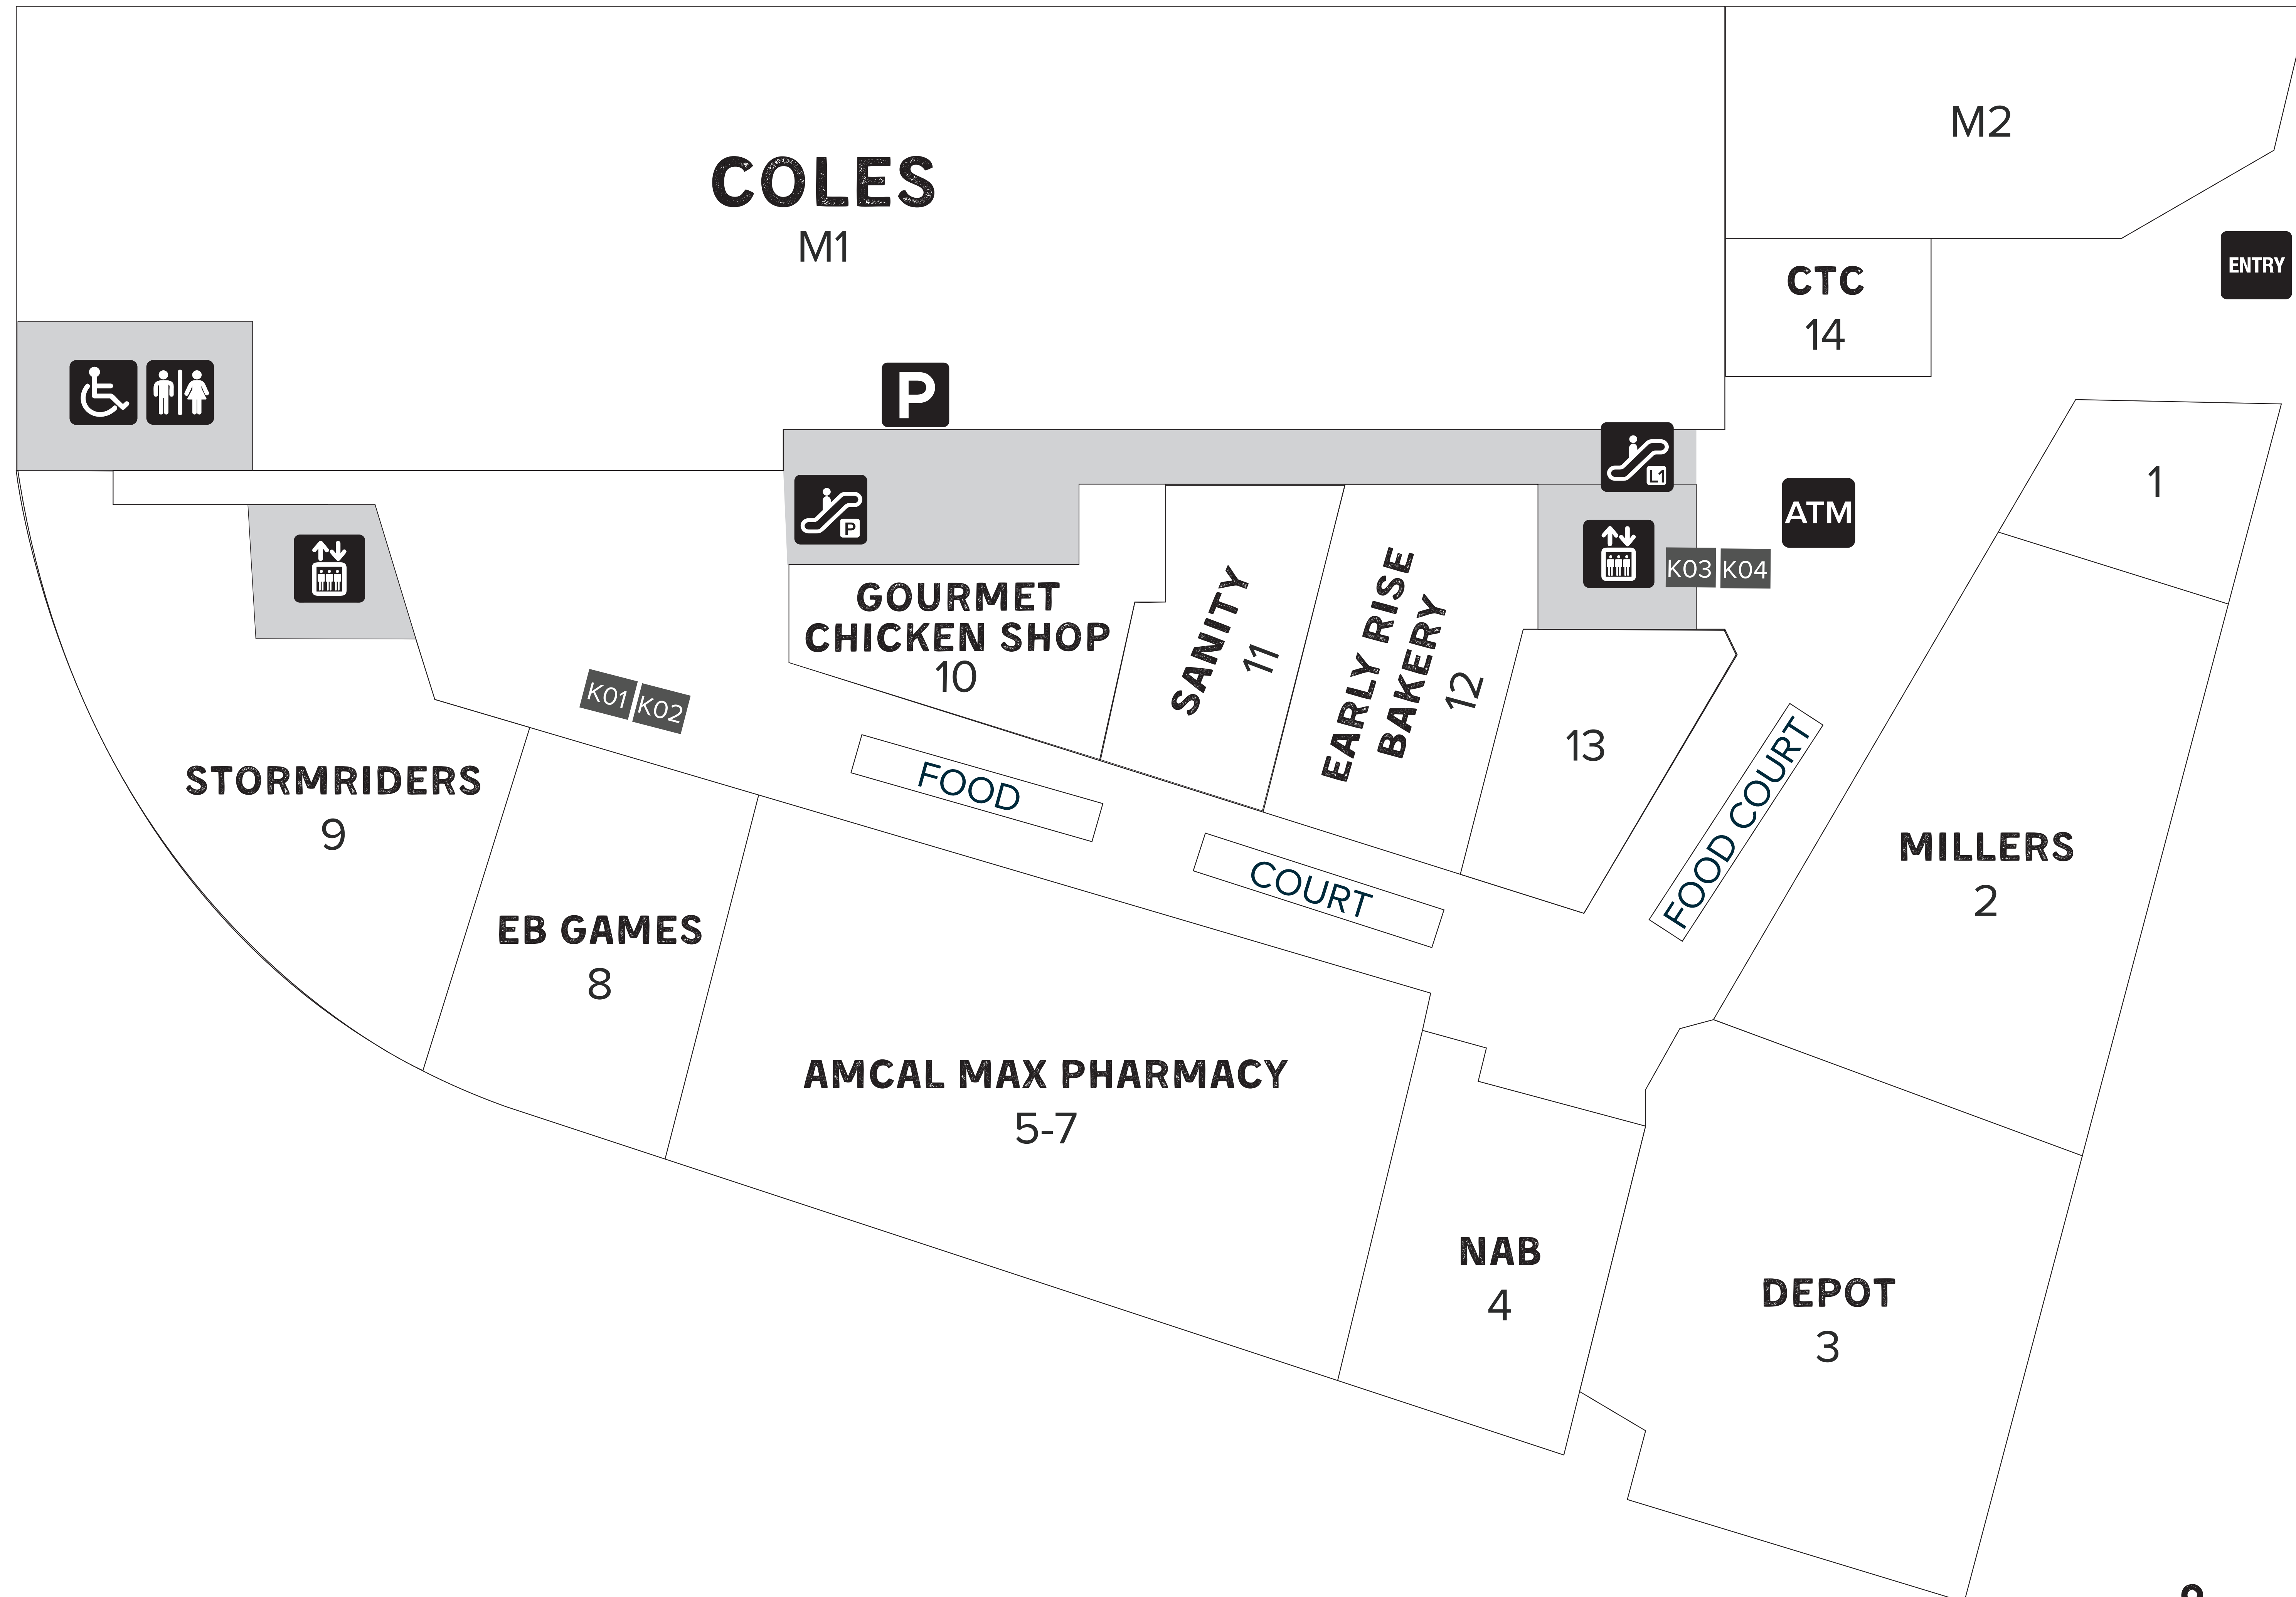 COLES
M1
M2
CTC
14
ENTRY
P
L1
P
ATM
1
K03 K04
GOURMET
CHICKEN SHOP
10
SANITY
11
EARLY RISE
BAKERY
12
13
K01 K02
FOOD
COURT
FOOD COURT
STORMRIDERS
9
EB GAMES
8
MILLERS
2
AMCAL MAX PHARMACY
5-7
NAB
4
DEPOT
3